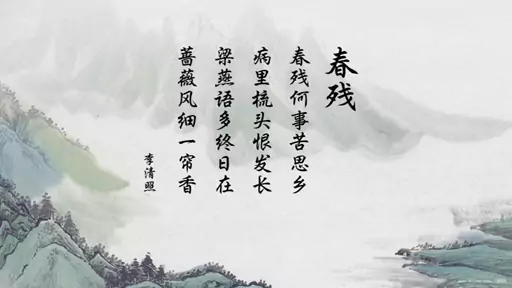 春残
春残何事苦思乡
病里梳头恨发长
梁燕语多终日在
蔷薇风细一帘香
李清照